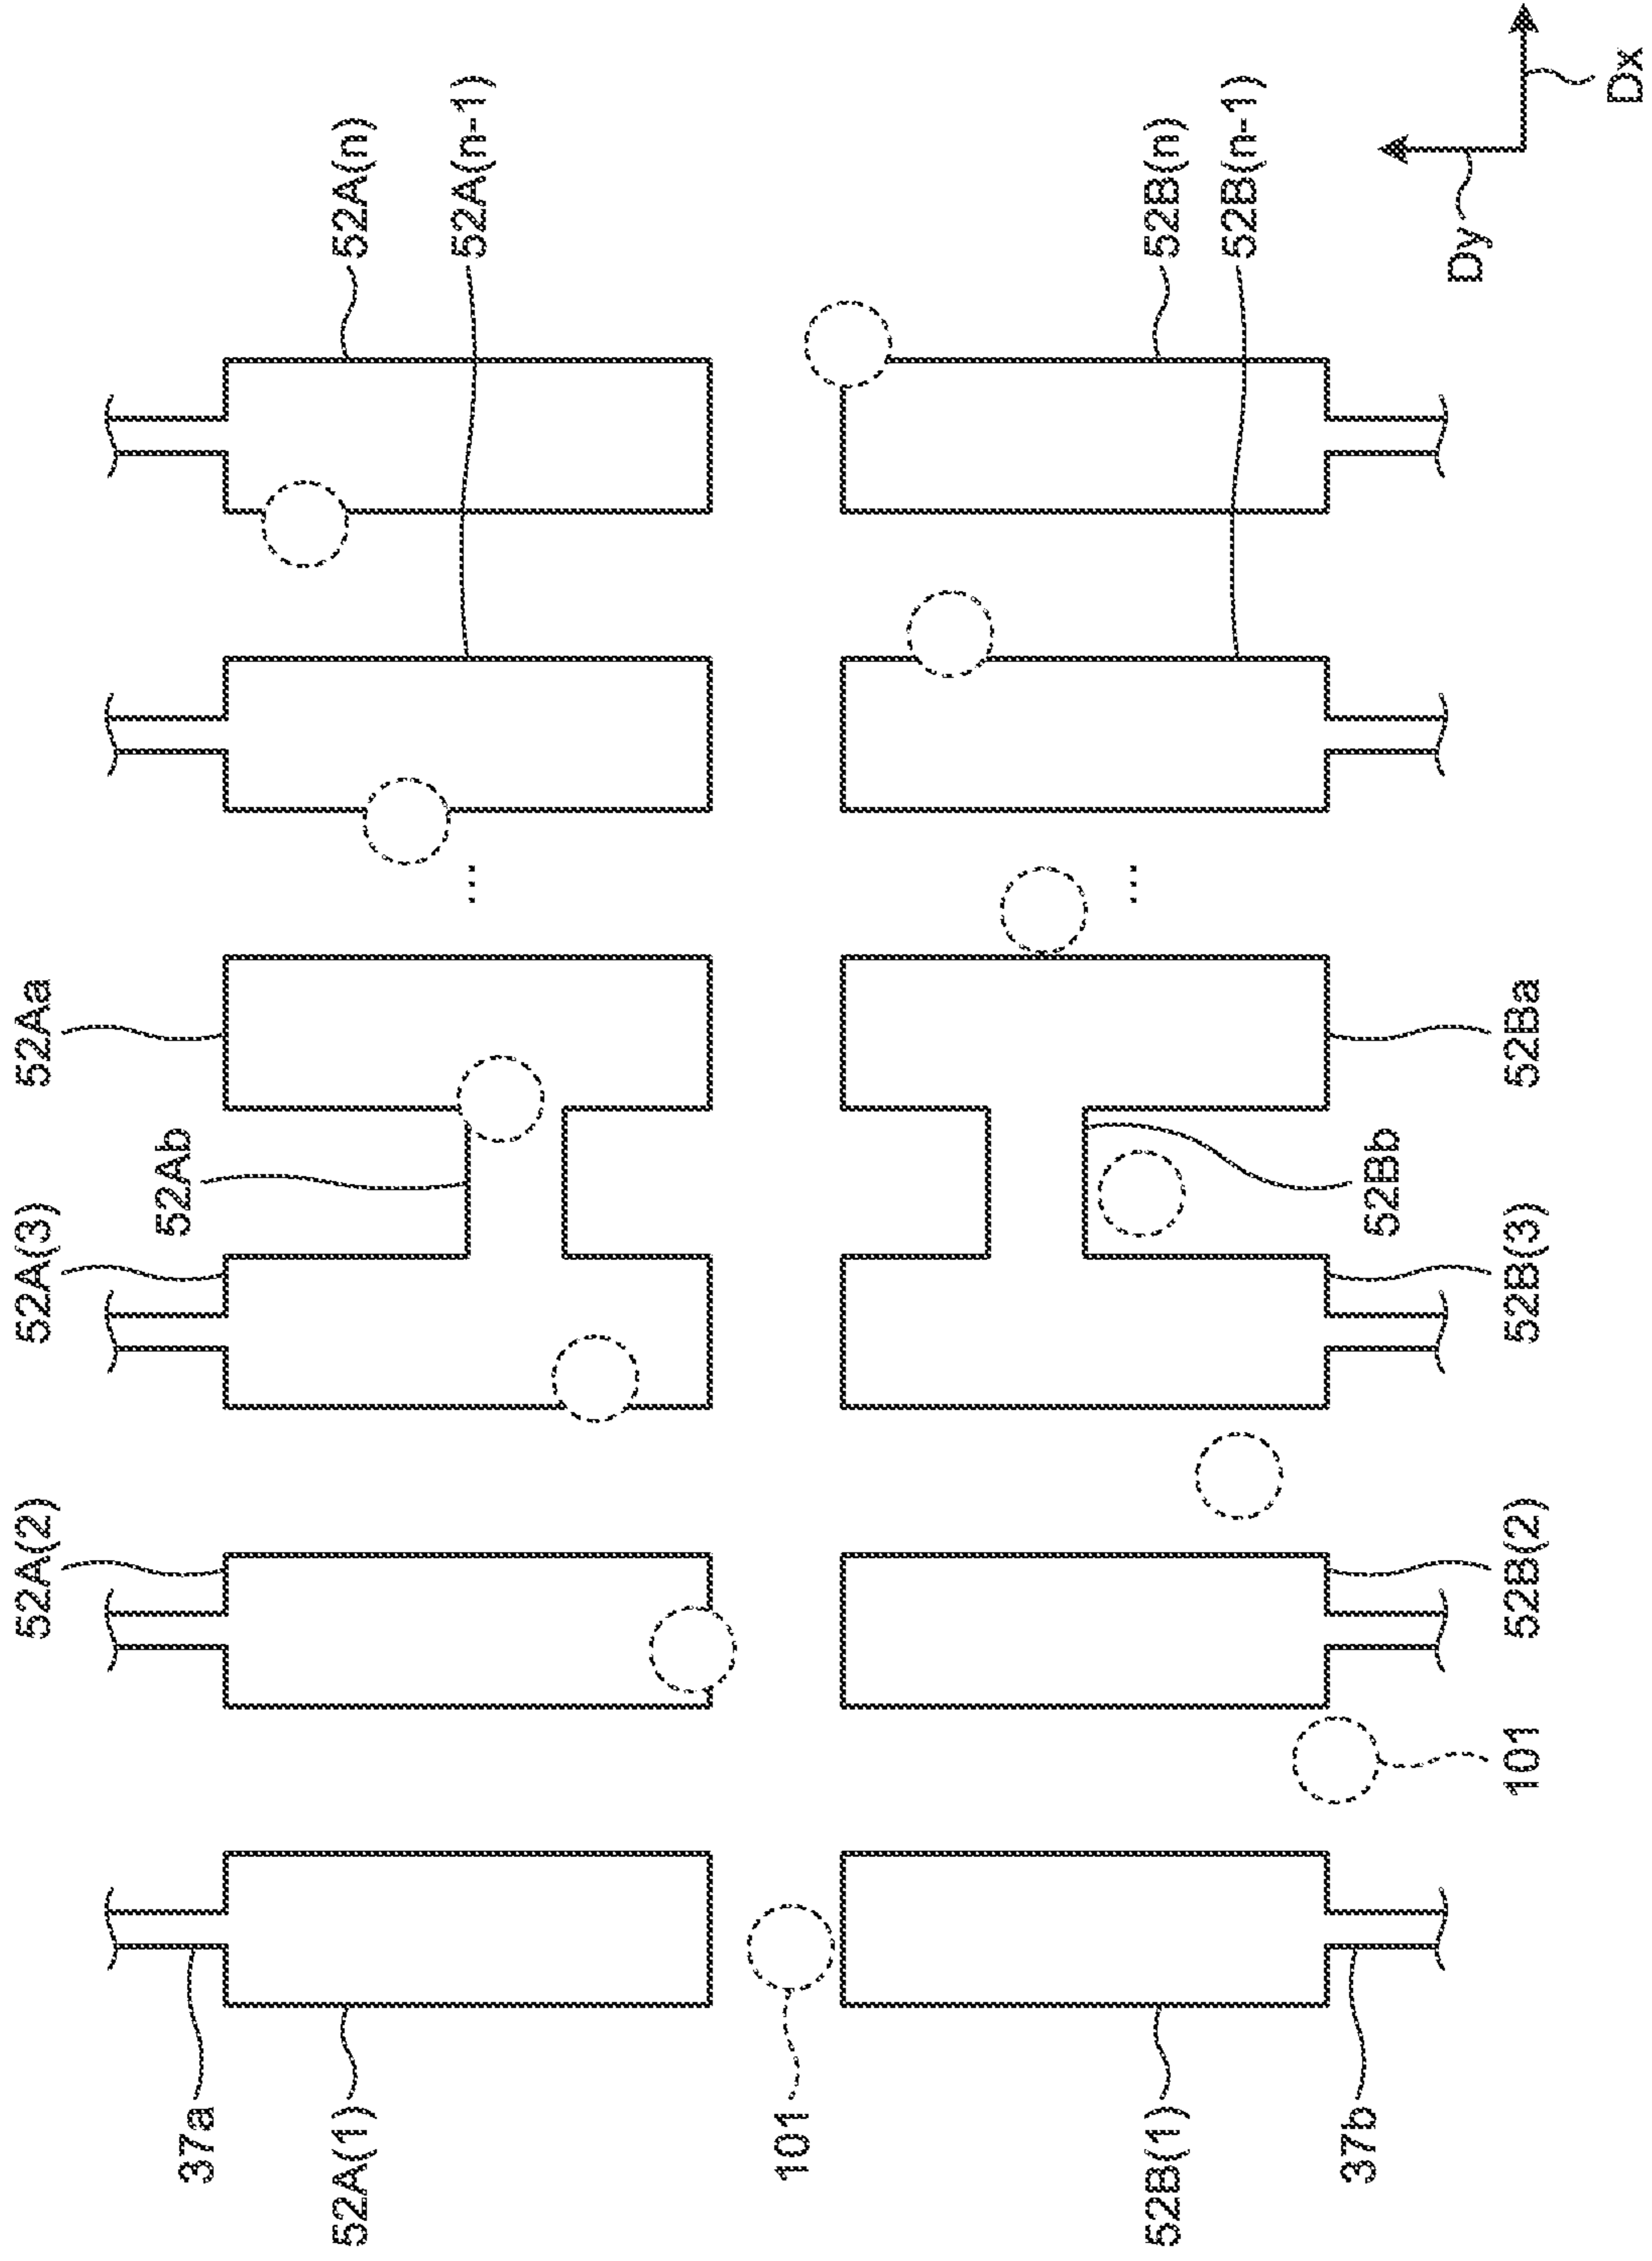 52A(n)
52A(n-1)
52B(n)
52B(n-1)
Dy
Dx
52Aa
52Ab
52A(3)
52A(2)
...
...
52Ba
52Bb
52B(3)
52B(2)
101
37a
52A(1)
101
52B(1)
37b